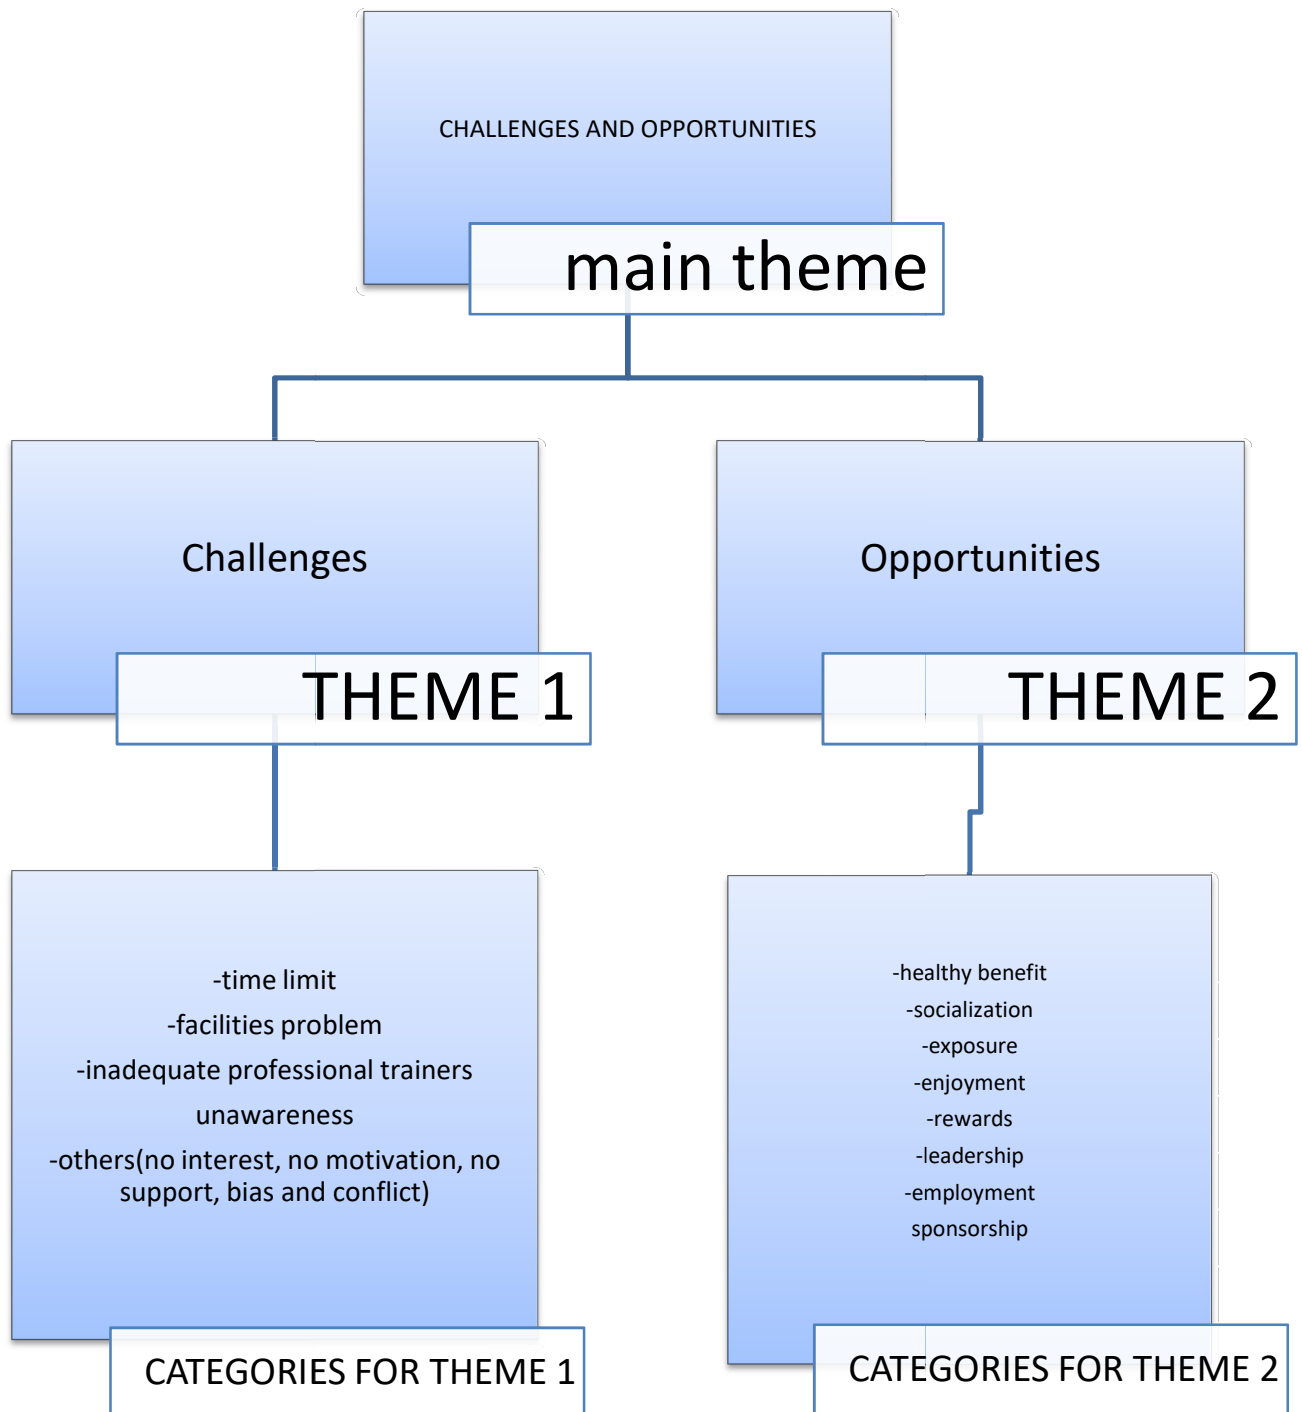 CHALLENGES AND OPPORTUNITIES
main theme
Challenges
THEME 1
Opportunities
THEME 2
-time limit
-facilities problem
-inadequate professional trainers
unawareness
-others(no interest, no motivation, no
support, bias and conflict)
CATEGORIES FOR THEME 1
-healthy benefit
-socialization
-exposure
-enjoyment
-rewards
-leadership
-employment
sponsorship
CATEGORIES FOR THEME 2